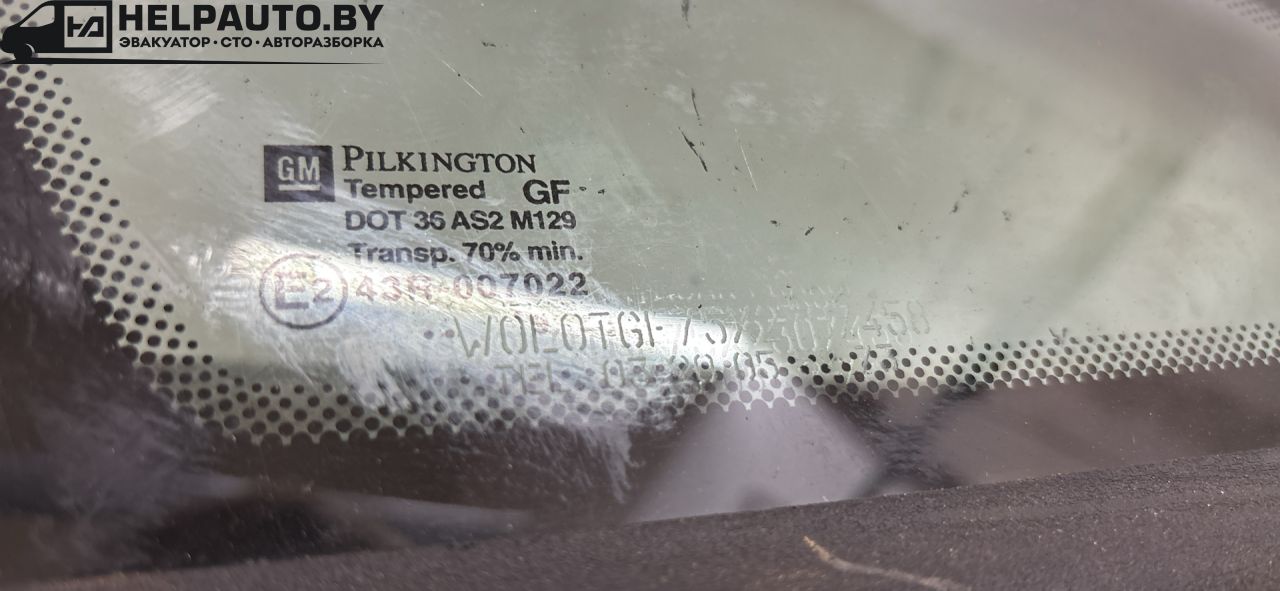 HELPAUTO.BY
ЭВАКУАТОР·СТО·АВТОРАЗБОРКА
GM PILKINGTON
Tempered GF
DOT 36 AS2 M129
Transp. 70% min.
E2 43R-007022
TEL